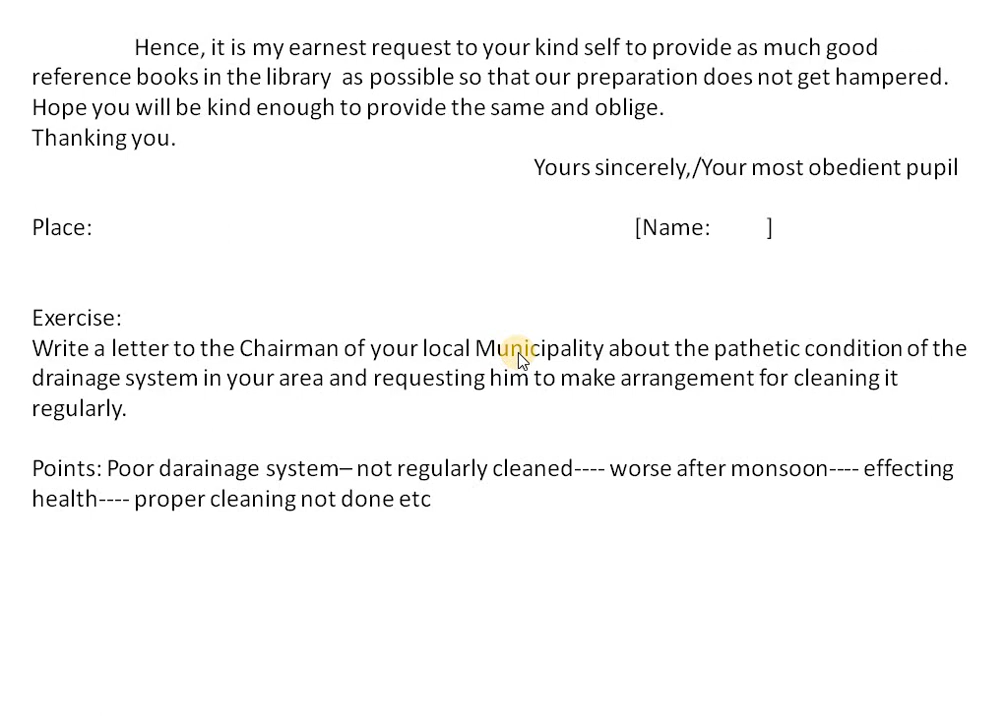 Hence, it is my earnest request to your kind self to provide as much good
reference books in the library as possible so that our preparation does not get hampered.
Hope you will be kind enough to provide the same and oblige.
Thanking you.
Yours sincerely,/Your most obedient pupil
Place: [Name: ]
Exercise:
Write a letter to the Chairman of your local Municipality about the pathetic condition of the
drainage system in your area and requesting him to make arrangement for cleaning it
regularly.
Points: Poor darainage system– not regularly cleaned---- worse after monsoon---- effecting
health---- proper cleaning not done etc